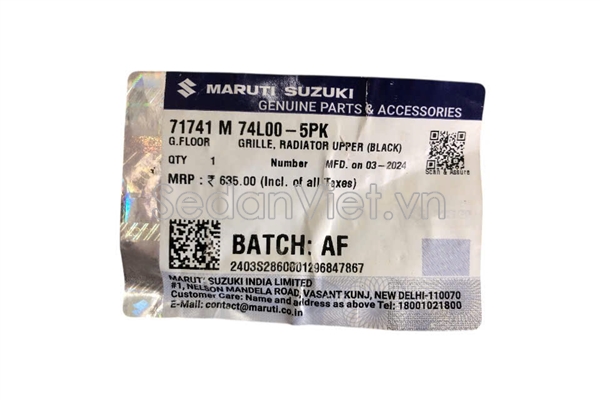 MARUTI SUZUKI
GENUINE PARTS & ACCESSORIES
71741 M 74L00-5PK
G.FLOOR GRILLE, RADIATOR UPPER (BLACK)
QTY 1 Number MFD. on 03-2024
Scan & Assure
MRP : ₹ 635.00 (Incl. of all Taxes)
SedanViet.vn
BATCH: AF
2403S2860001296847867
MARUTI SUZUKI INDIA LIMITED
#1, NELSON MANDELA ROAD, VASANT KUNJ, NEW DELHI-110070
Customer Care: Name and address as above Tel: 18001021800
E-Mail: contact@maruti.co.in